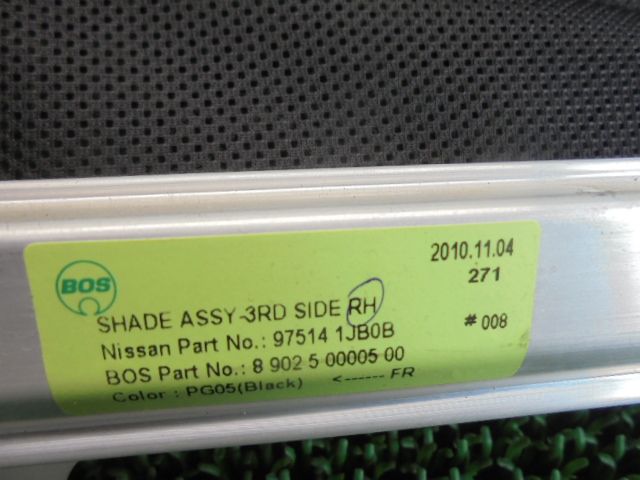 BOS
2010.11.04
271
SHADE ASSY-3RD SIDE RH
Nissan Part No.: 97514 1JB0B
#008
BOS Part No.: 8 902 5 00005 00
Color : PG05(Black) <------ FR